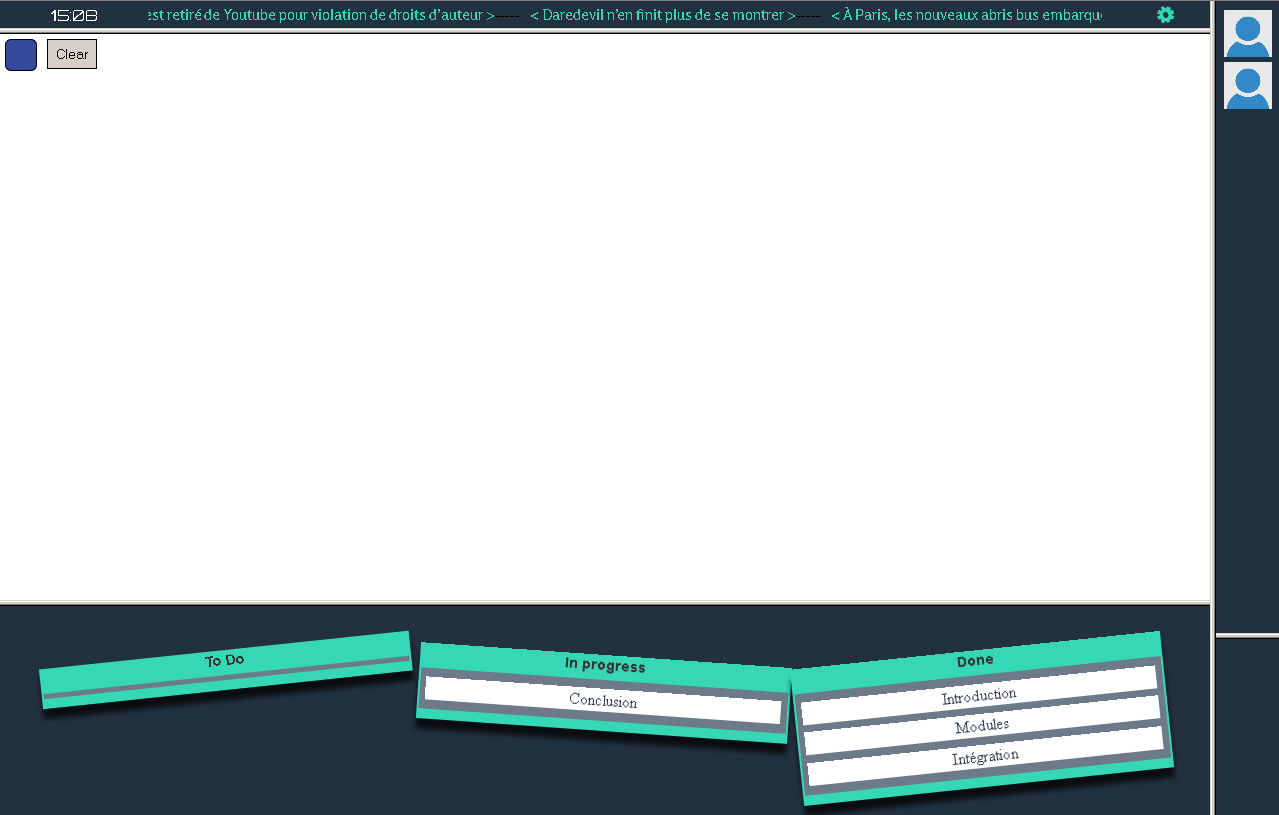 15:08
est retiré de Youtube pour violation de droits d'auteur >----- < Daredevil n'en finit plus de se montrer >----- < À Paris, les nouveaux abris bus embarqu
Clear
To Do
In progress
Conclusion
Done
Introduction
Modules
Intégration